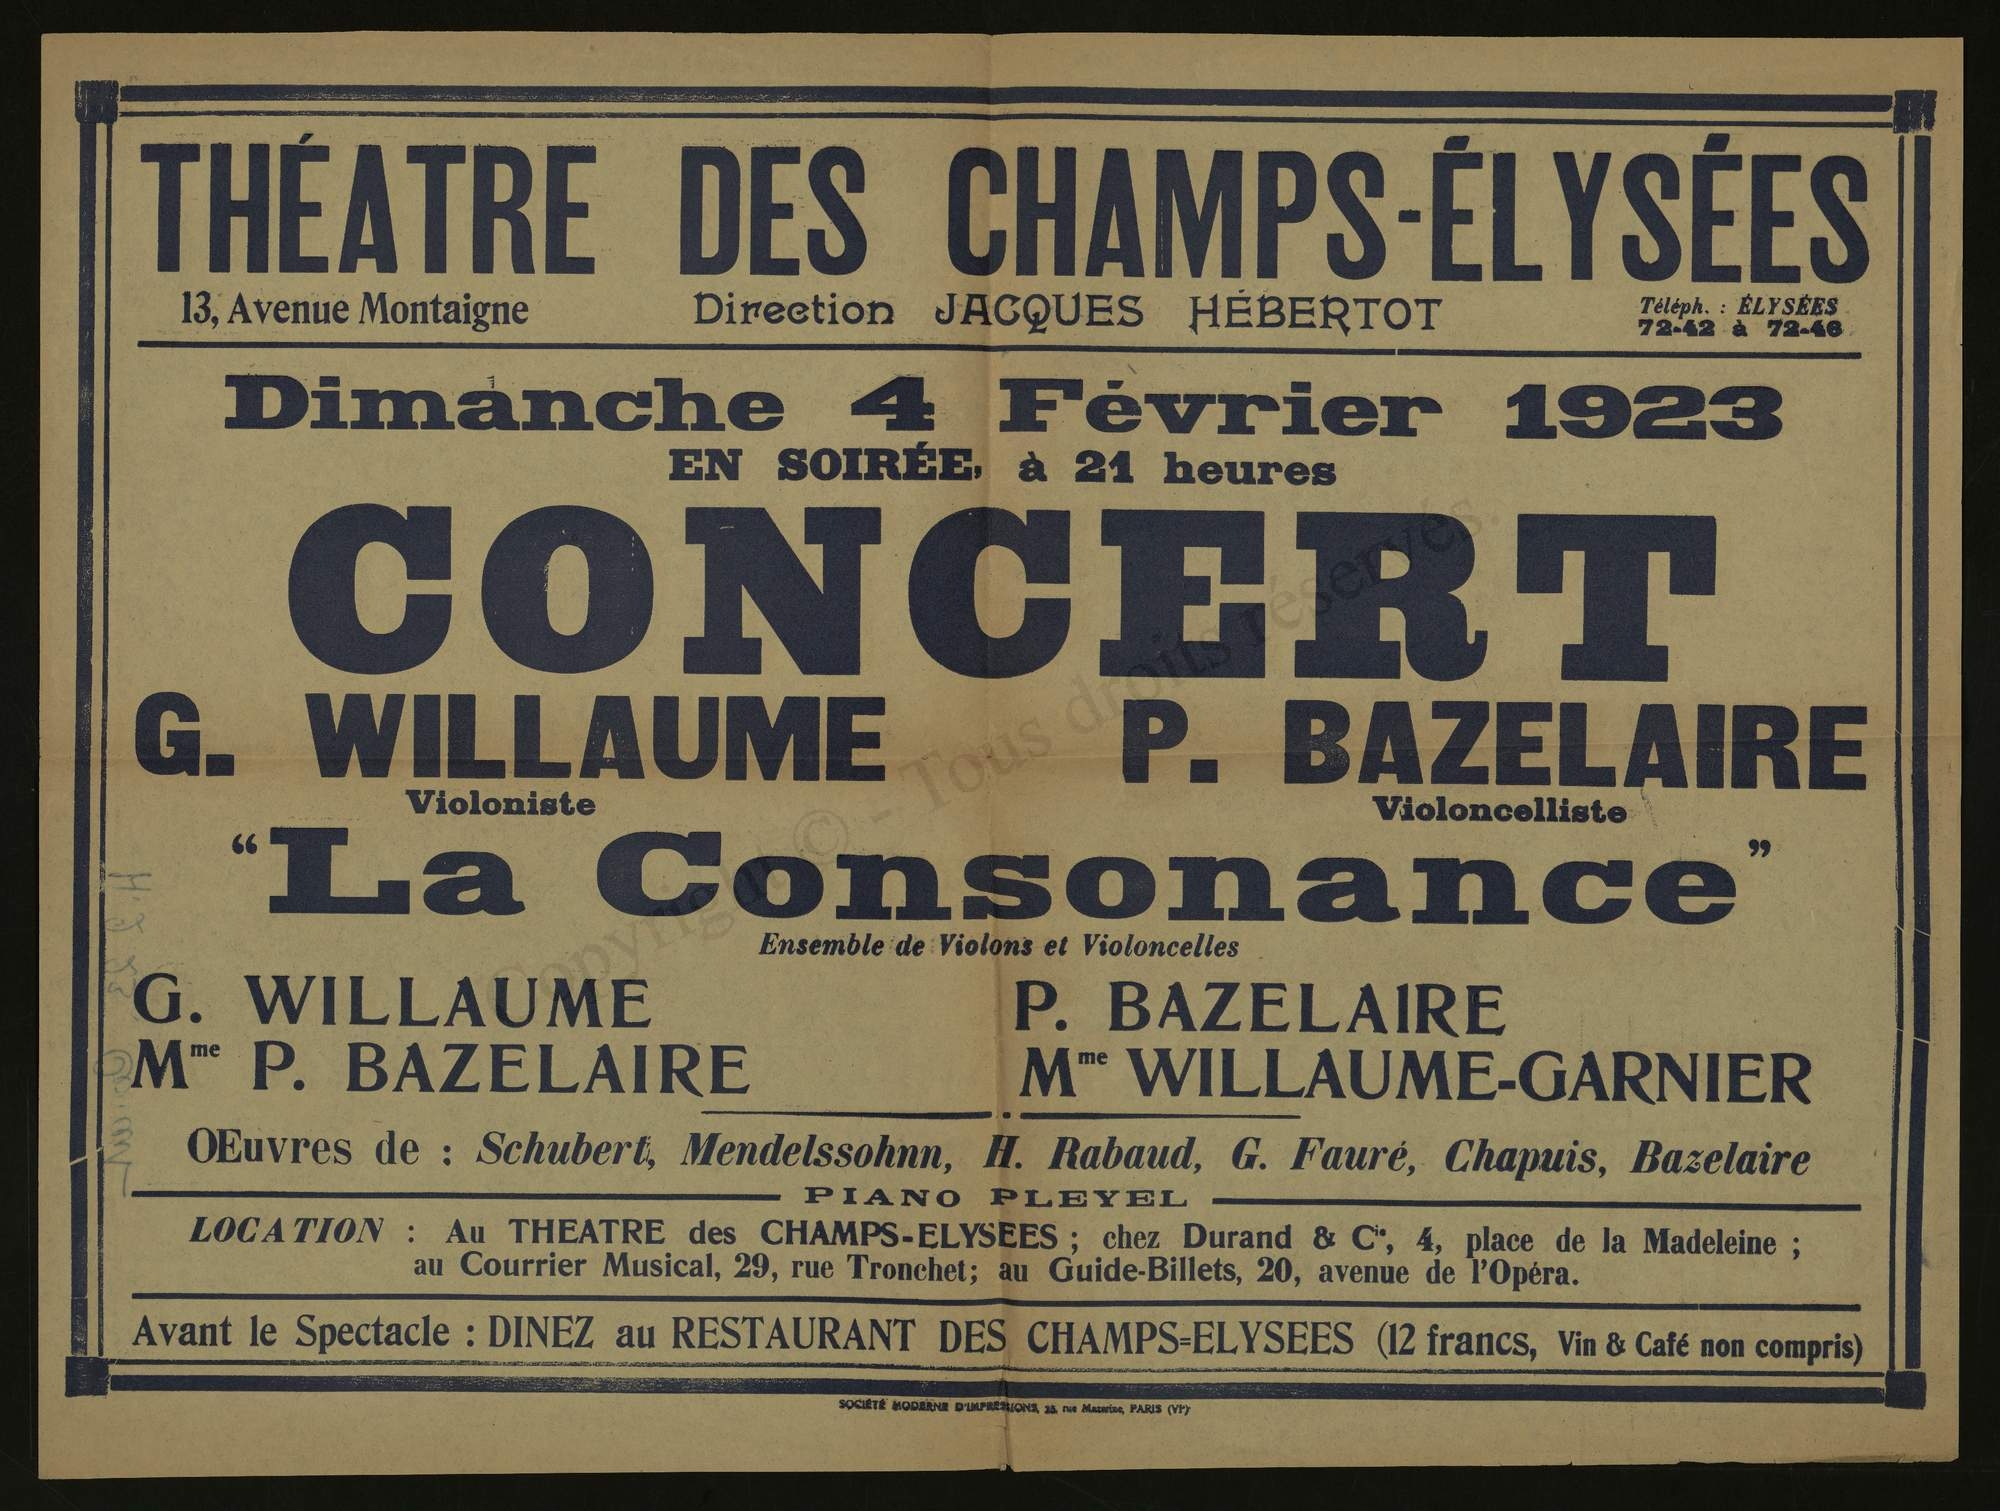 THÉATRE DES CHAMPS-ÉLYSÉES
13, Avenue Montaigne Direction JACQUES HÉBERTOT Téléph. : ÉLYSÉES
72-42 à 72-46
Dimanche 4 Février 1923
EN SOIRÉE, à 21 heures
CONCERT
G. WILLAUME P. BAZELAIRE
Violoniste Violoncelliste
“La Consonance”
Ensemble de Violons et Violoncelles
G. WILLAUME P. BAZELAIRE
Mme P. BAZELAIRE Mme WILLAUME-GARNIER
OEuvres de : Schubert, Mendelssohnn, H. Rabaud, G. Fauré, Chapuis, Bazelaire
PIANO PLEYEL
LOCATION : Au THEATRE des CHAMPS-ELYSEES ; chez Durand & Cie, 4, place de la Madeleine ;
au Courrier Musical, 29, rue Tronchet; au Guide-Billets, 20, avenue de l'Opéra.
Avant le Spectacle : DINEZ au RESTAURANT DES CHAMPS=ELYSEES (12 francs, Vin & Café non compris)
SOCIÉTÉ MODERNE D'IMPRESSIONS, rue Mazarine, PARIS (VIe)
Copyright © - Tous droits réservés.